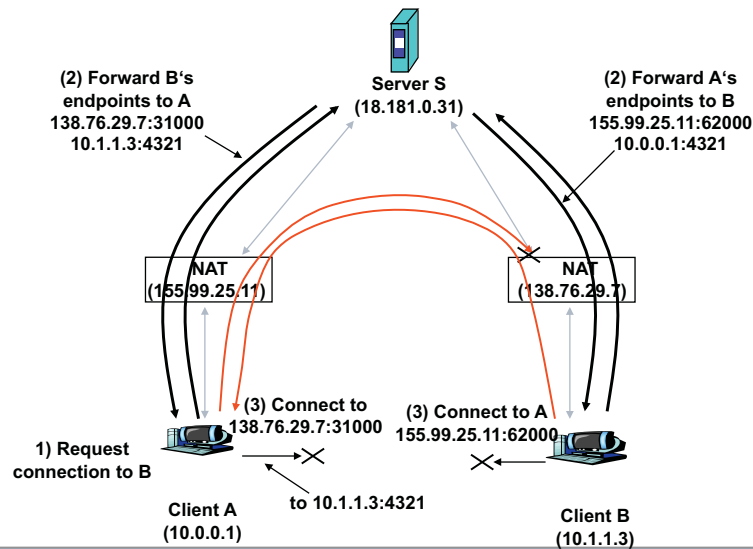 (2) Forward B's
endpoints to A
138.76.29.7:31000
10.1.1.3:4321
Server S
(18.181.0.31)
(2) Forward A's
endpoints to B
155.99.25.11:62000
10.0.0.1:4321
NAT
(155.99.25.11)
NAT
(138.76.29.7)
1) Request
connection to B
(3) Connect to
138.76.29.7:31000
(3) Connect to A
155.99.25.11:62000
to 10.1.1.3:4321
Client A
(10.0.0.1)
Client B
(10.1.1.3)